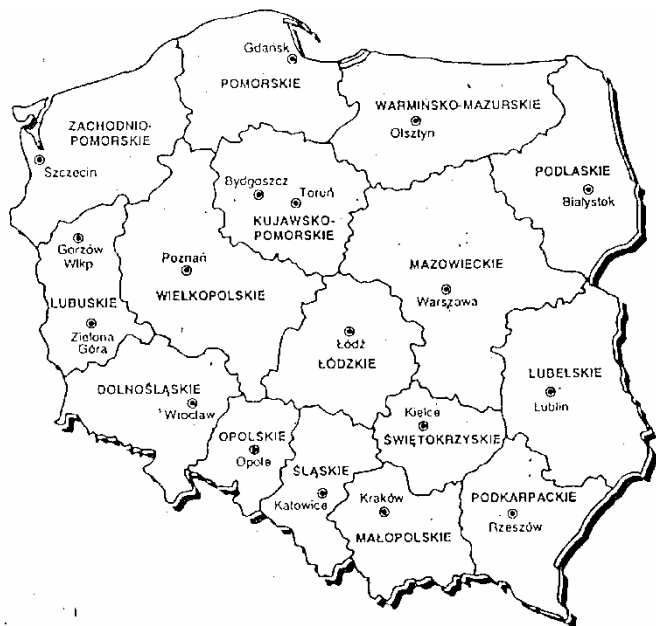 Gdańsk
POMORSKIE
WARMIŃSKO-MAZURSKIE
Olsztyn
ZACHODNIO-
POMORSKIE
Szczecin
PODLASKIE
Białystok
Bydgoszcz
Toruń
KUJAWSKO-
POMORSKIE
Gorzów
Wlkp
LUBUSKIE
Zielona
Góra
Poznań
WIELKOPOLSKIE
MAZOWIECKIE
Warszawa
Łódź
ŁÓDZKIE
LUBELSKIE
Lublin
DOLNOŚLĄSKIE
Wrocław
OPOLSKIE
Opole
Kielce
ŚWIĘTOKRZYSKIE
ŚLĄSKIE
Katowice
Kraków
MAŁOPOLSKIE
PODKARPACKIE
Rzeszów